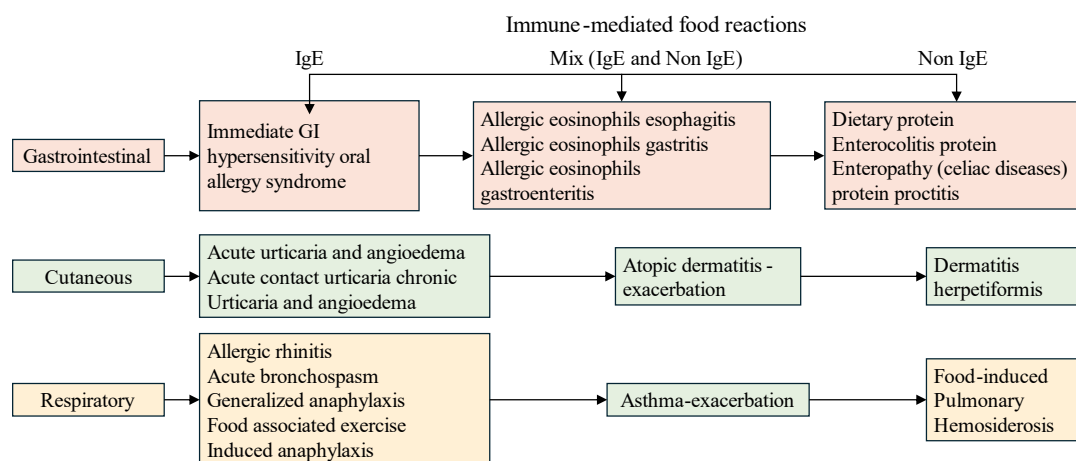 Immune-mediated food reactions
IgE
Mix (IgE and Non IgE)
Non IgE
Gastrointestinal
Immediate GI
hypersensitivity oral
allergy syndrome
Allergic eosinophils esophagitis
Allergic eosinophils gastritis
Allergic eosinophils
gastroenteritis
Dietary protein
Enterocolitis protein
Enteropathy (celiac diseases)
protein proctitis
Cutaneous
Acute urticaria and angioedema
Acute contact urticaria chronic
Urticaria and angioedema
Atopic dermatitis -
exacerbation
Dermatitis
herpetiformis
Respiratory
Allergic rhinitis
Acute bronchospasm
Generalized anaphylaxis
Food associated exercise
Induced anaphylaxis
Asthma-exacerbation
Food-induced
Pulmonary
Hemosiderosis